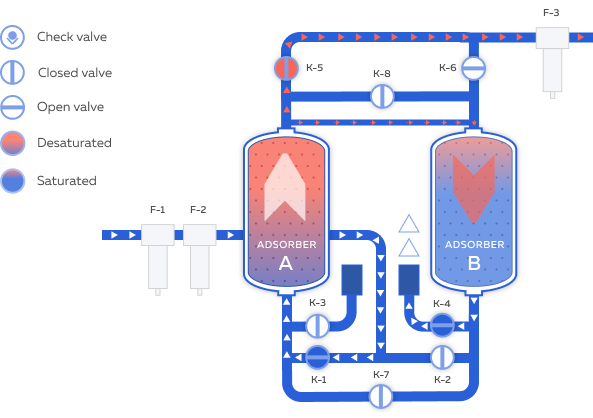 F-3
Check valve
K-5
K-6
K-8
Closed valve
Open valve
Desaturated
Saturated
F-1
F-2
ADSORBER
A
ADSORBER
B
K-3
K-4
K-1
K-7
K-2